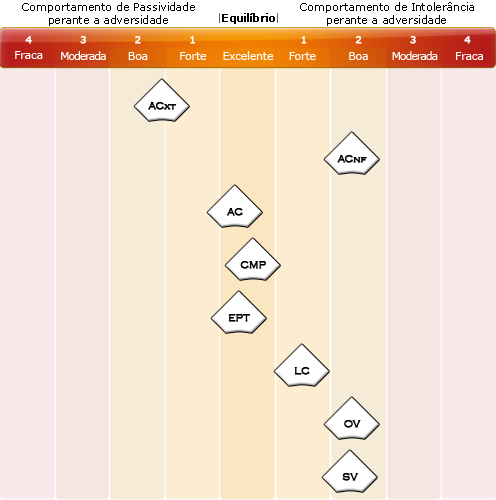 Comportamento de Passividade
perante a adversidade
|Equilíbrio|
Comportamento de Intolerância
perante a adversidade
4 3 2 1 1 2 3 4
Fraca Moderada Boa Forte Excelente Forte Boa Moderada Fraca
ACXT
ACNF
AC
CMP
EPT
LC
OV
SV